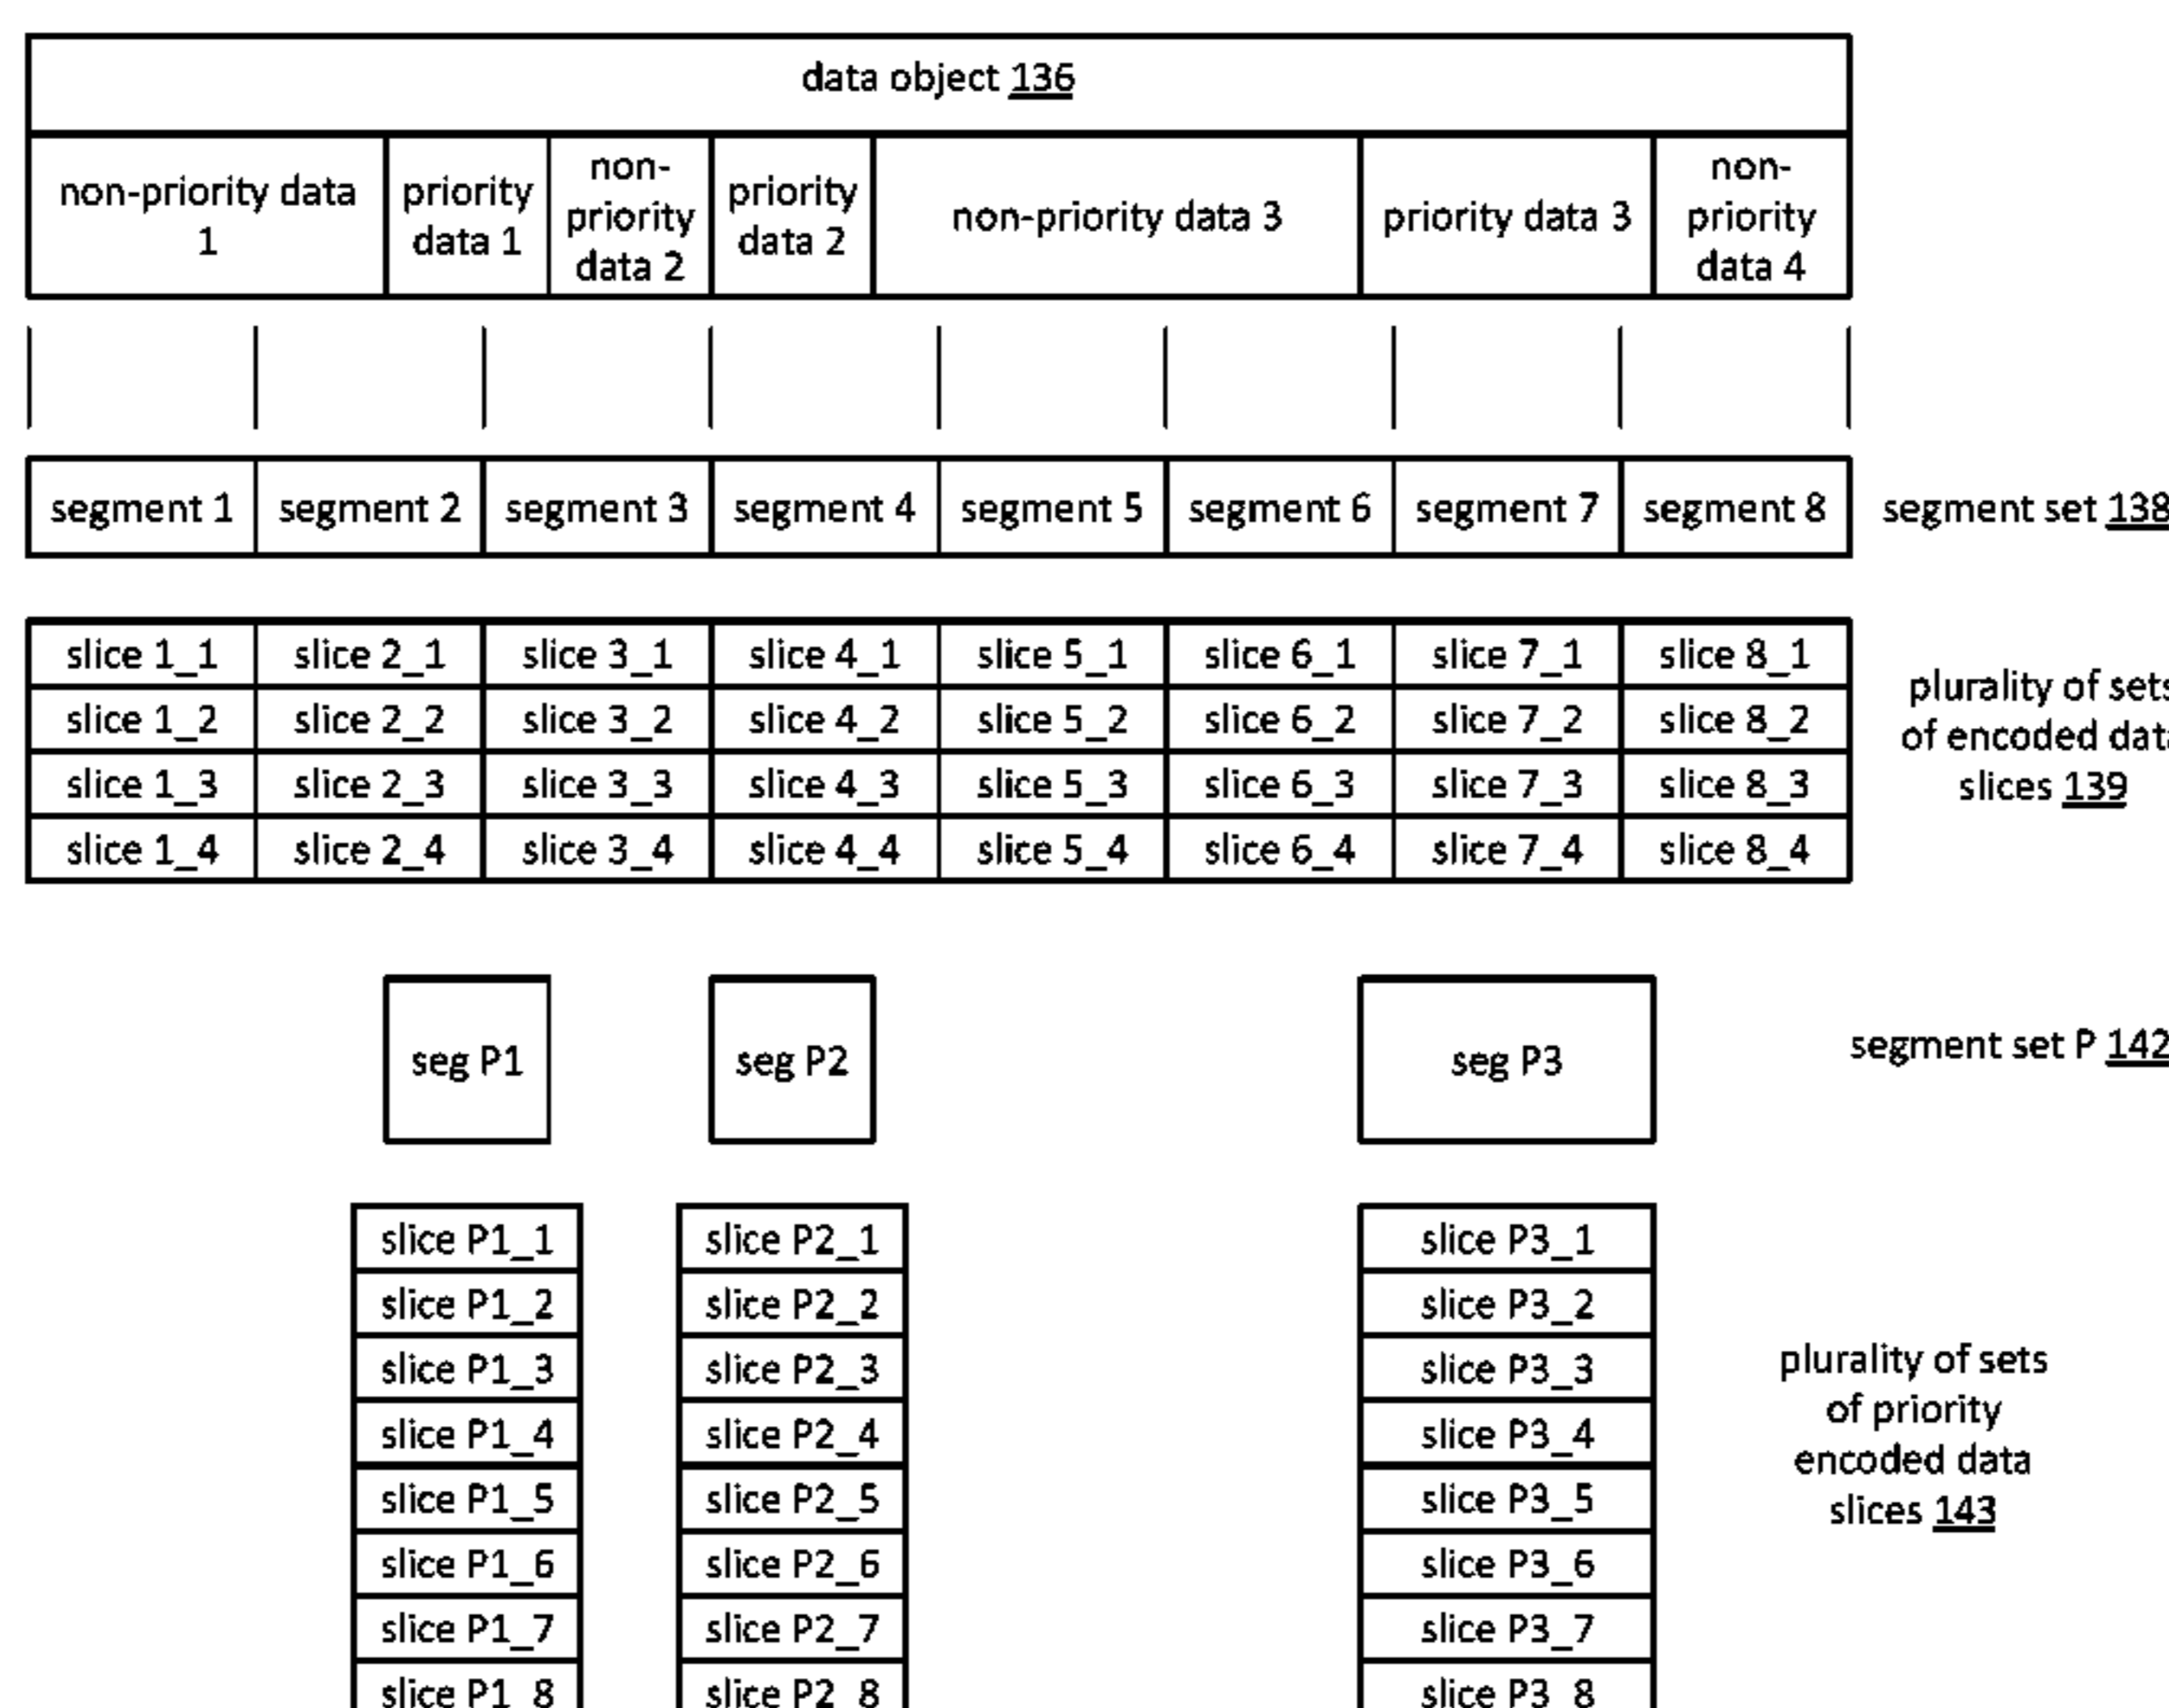 data object 136
non-priority data
1
priority
data 1
non-
priority
data 2
priority
data 2
non-priority data 3
priority data 3
non-
priority
data 4
segment 1 segment 2 segment 3 segment 4 segment 5 segment 6 segment 7 segment 8 segment set 138
slice 1_1 slice 2_1 slice 3_1 slice 4_1 slice 5_1 slice 6_1 slice 7_1 slice 8_1
slice 1_2 slice 2_2 slice 3_2 slice 4_2 slice 5_2 slice 6_2 slice 7_2 slice 8_2
slice 1_3 slice 2_3 slice 3_3 slice 4_3 slice 5_3 slice 6_3 slice 7_3 slice 8_3
slice 1_4 slice 2_4 slice 3_4 slice 4_4 slice 5_4 slice 6_4 slice 7_4 slice 8_4
plurality of sets
of encoded data
slices 139
seg P1 seg P2 seg P3 segment set P 142
slice P1_1 slice P2_1 slice P3_1
slice P1_2 slice P2_2 slice P3_2
slice P1_3 slice P2_3 slice P3_3
slice P1_4 slice P2_4 slice P3_4
slice P1_5 slice P2_5 slice P3_5
slice P1_6 slice P2_6 slice P3_6
slice P1_7 slice P2_7 slice P3_7
slice P1_8 slice P2_8 slice P3_8
plurality of sets
of priority
encoded data
slices 143